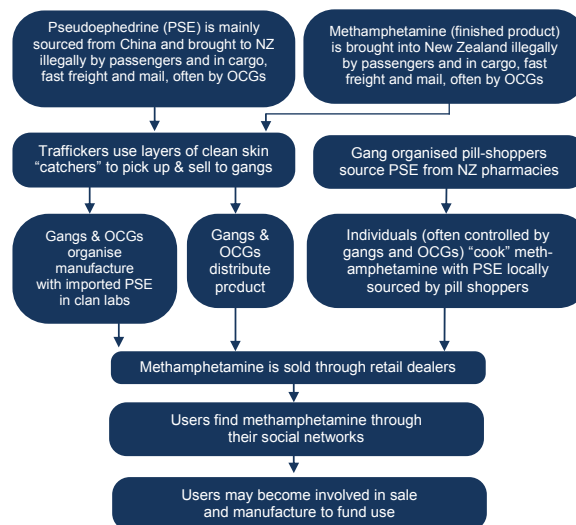 Pseudoephedrine (PSE) is mainly
sourced from China and brought to NZ
illegally by passengers and in cargo,
fast freight and mail, often by OCGs
Methamphetamine (finished product)
is brought into New Zealand illegally
by passengers and in cargo, fast
freight and mail, often by OCGs
Traffickers use layers of clean skin
“catchers” to pick up & sell to gangs
Gang organised pill-shoppers
source PSE from NZ pharmacies
Gangs & OCGs
organise
manufacture
with imported PSE
in clan labs
Gangs &
OCGs
distribute
product
Individuals (often controlled by
gangs and OCGs) “cook” meth-
amphetamine with PSE locally
sourced by pill shoppers
Methamphetamine is sold through retail dealers
Users find methamphetamine through
their social networks
Users may become involved in sale
and manufacture to fund use